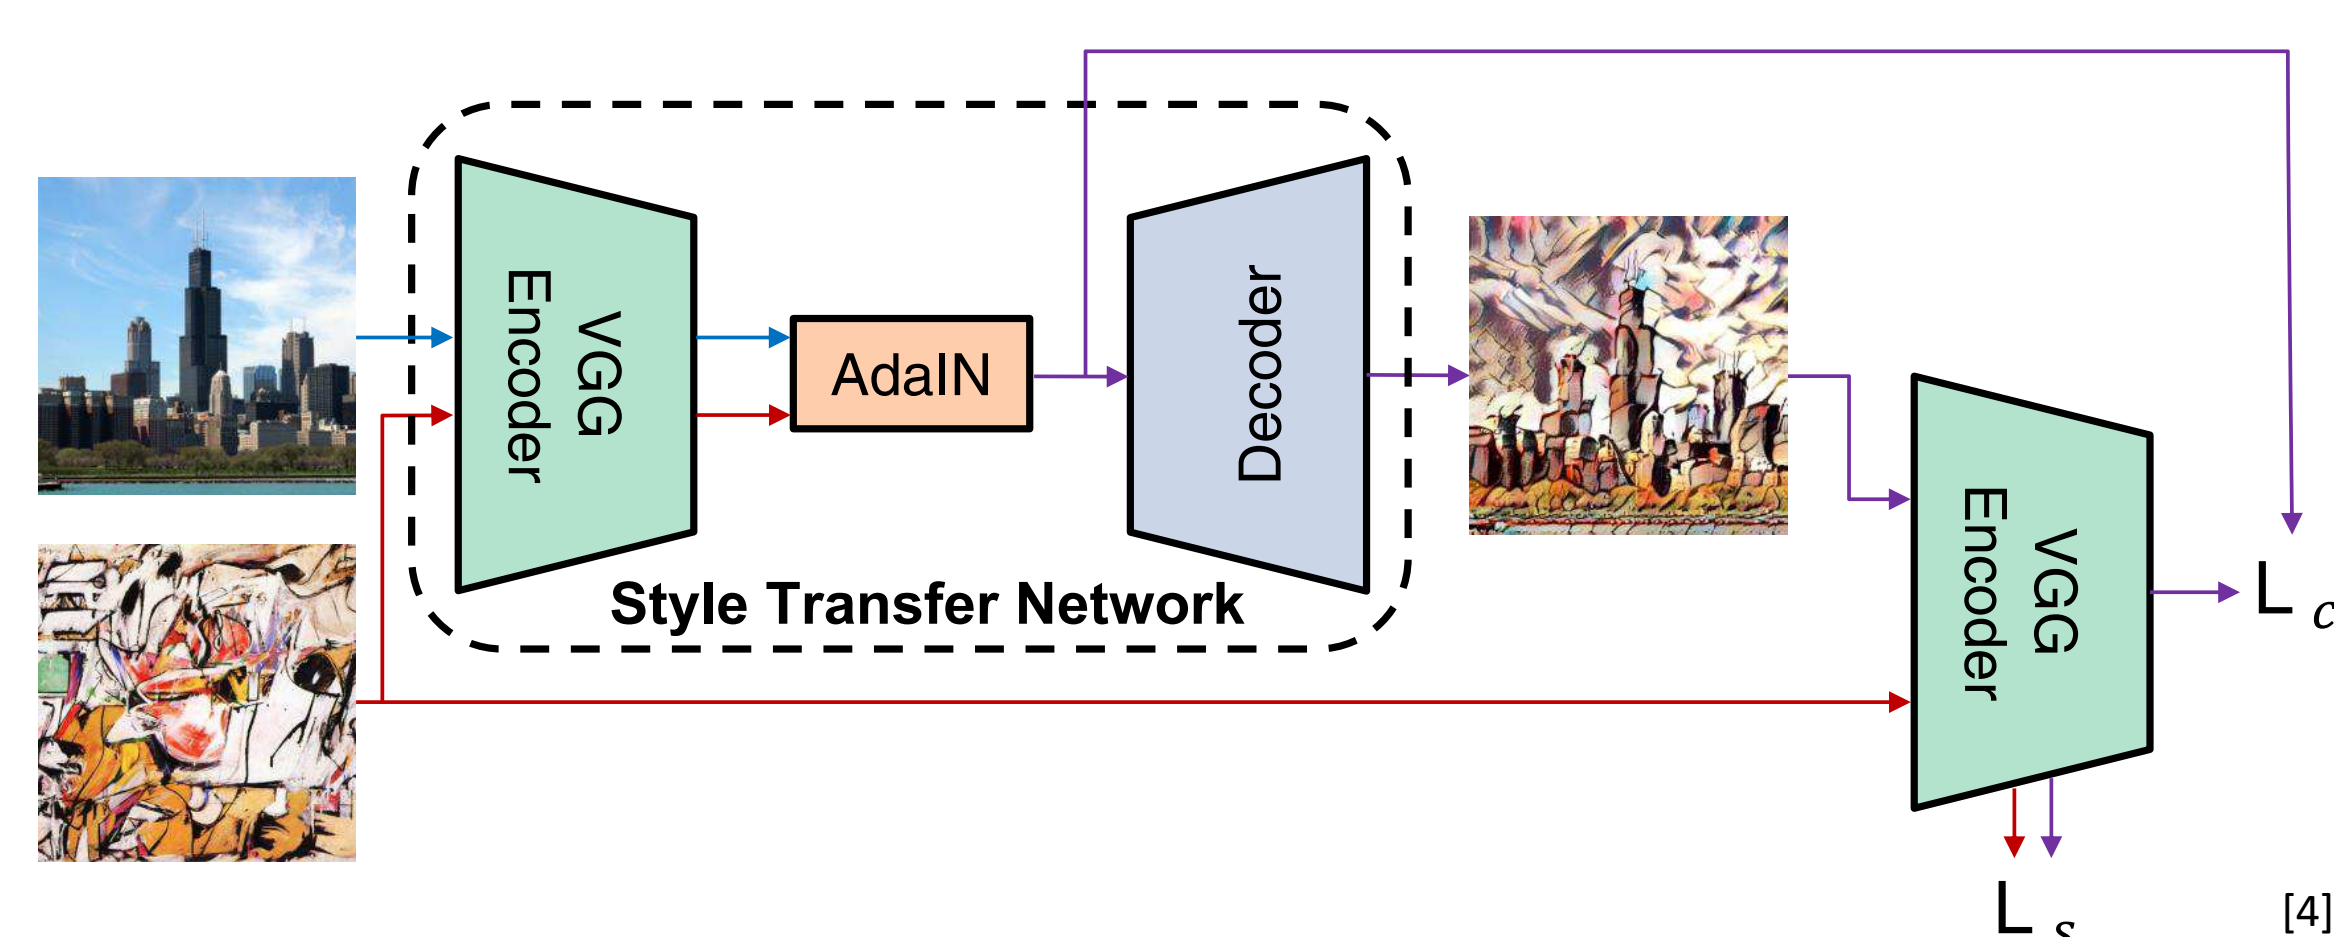 VGG
Encoder
AdaIN
Decoder
Style Transfer Network
VGG
Encoder
L c
L s
[4]